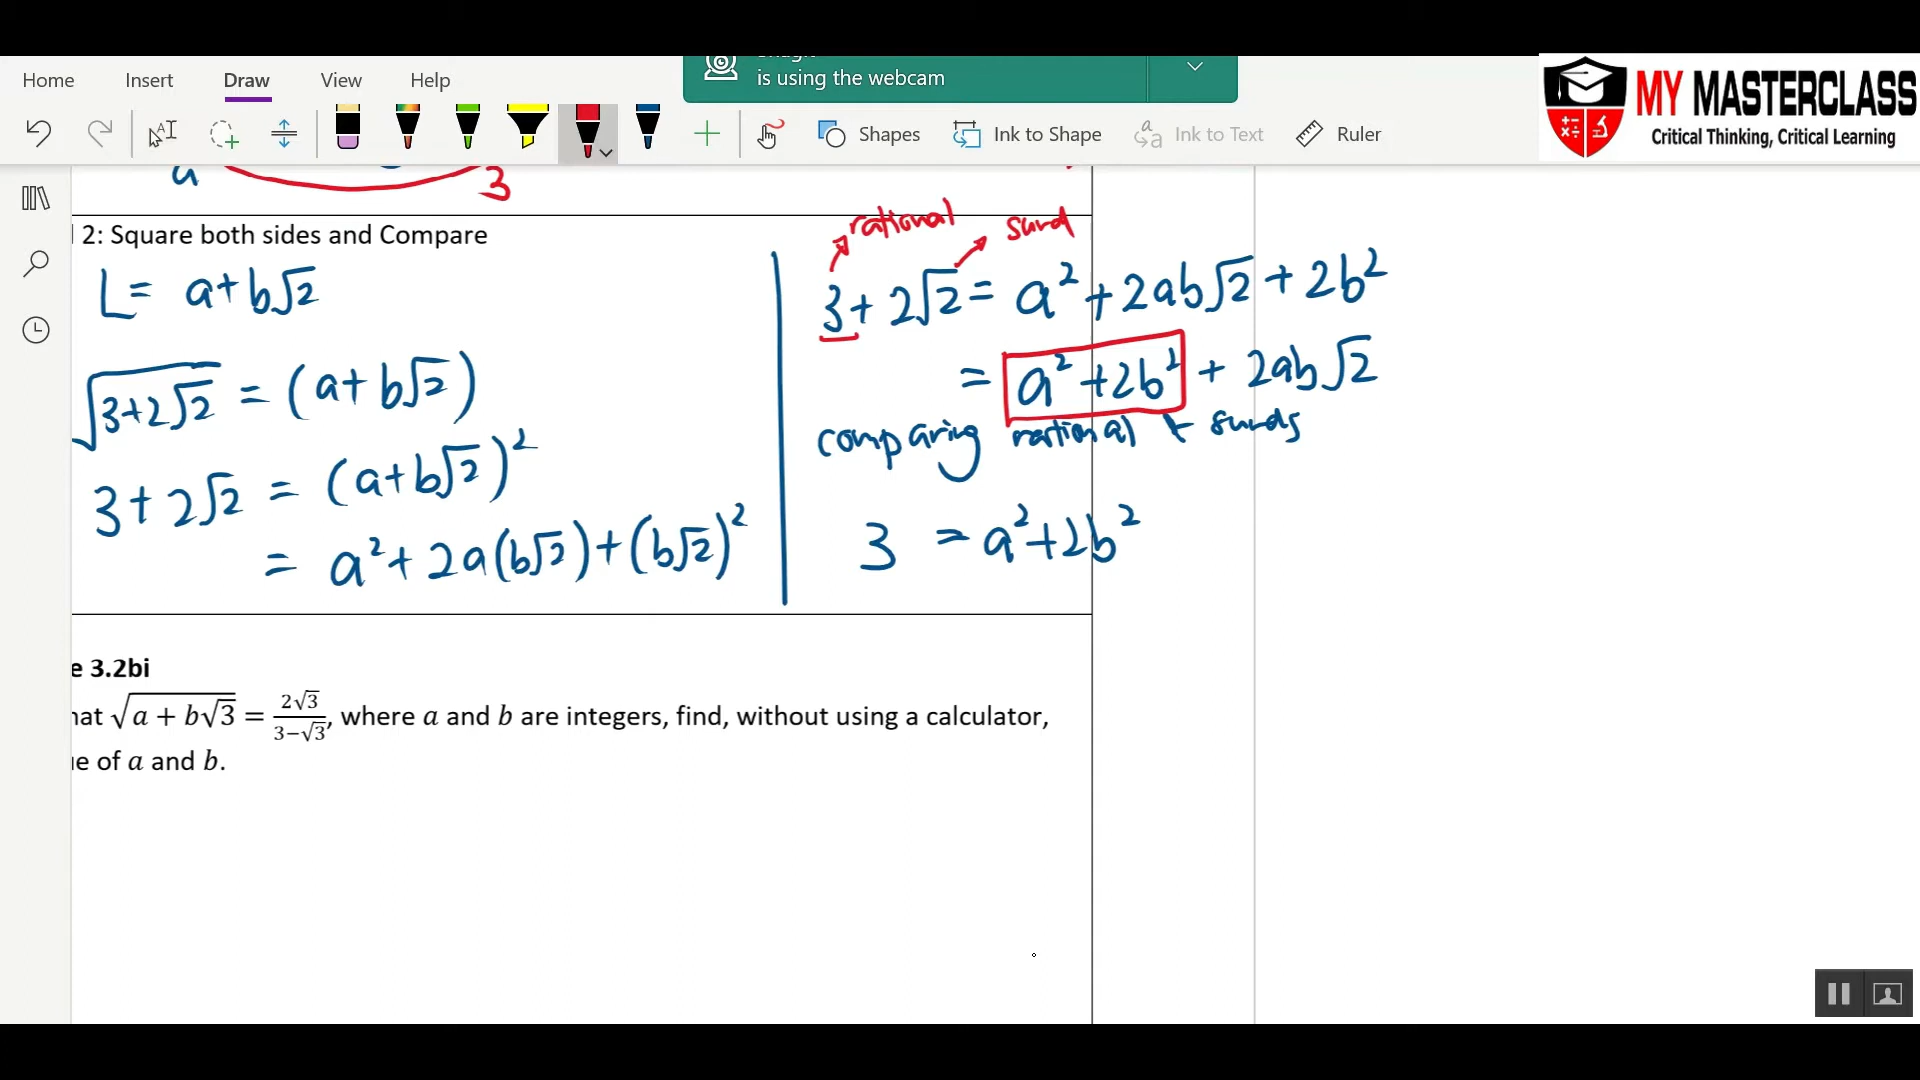 is using the webcam
Home Insert Draw View Help
Shapes Ink to Shape Ink to Text Ruler
MY MASTERCLASS
Critical Thinking, Critical Learning
a
3
2: Square both sides and Compare
L = a+b√2
√(3+2√2) = (a+b√2)
3+2√2 = (a+b√2)²
= a²+2a(b√2)+(b√2)²
rational surd
3+2√2 = a²+2ab√2+2b²
= a²+2b² + 2ab√2
comparing rational & surds
3 = a²+2b²
e 3.2bi
hat √(a + b√3) = 2√3/(3−√3), where a and b are integers, find, without using a calculator,
ue of a and b.